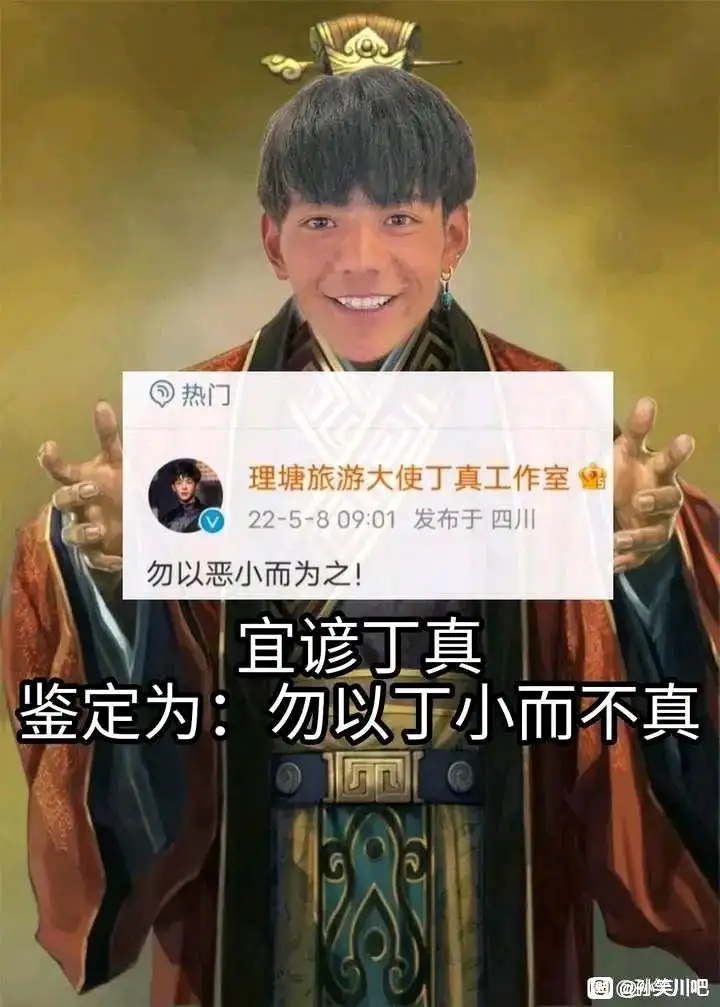 热门
理塘旅游大使丁真工作室
22-5-8 09:01 发布于 四川
勿以恶小而为之!
宜谚丁真
鉴定为：勿以丁小而不真
@孙笑川吧